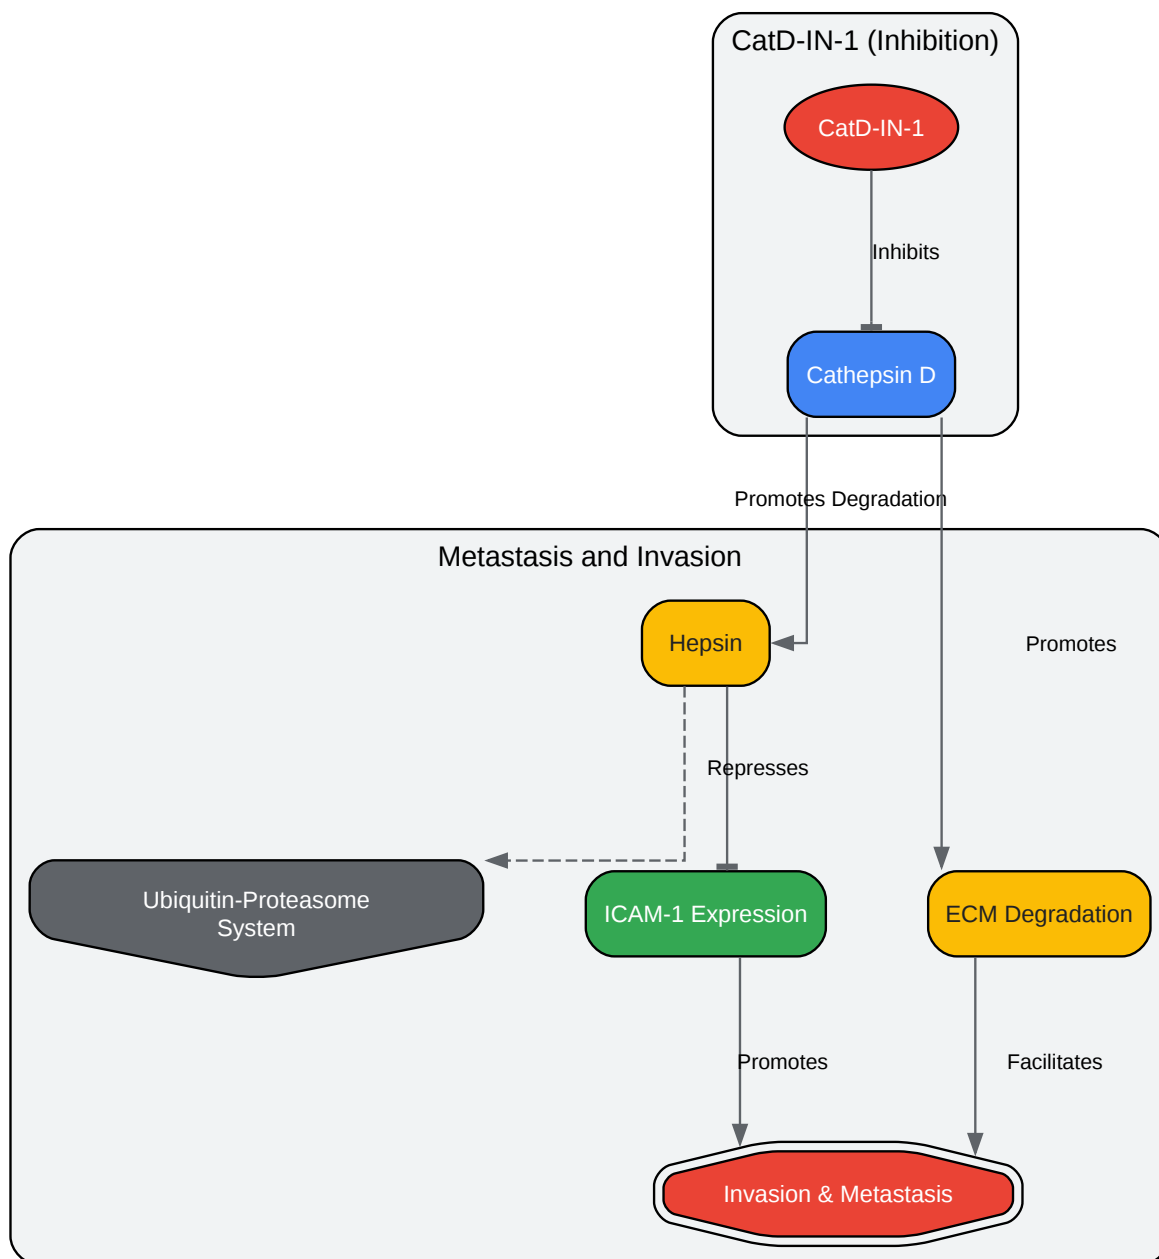 CatD-IN-1 (Inhibition)
CatD-IN-1
Inhibits
Cathepsin D
Promotes Degradation
Metastasis and Invasion
Hepsin
Promotes
Represses
Ubiquitin-Proteasome
System
ICAM-1 Expression
ECM Degradation
Promotes
Facilitates
Invasion & Metastasis